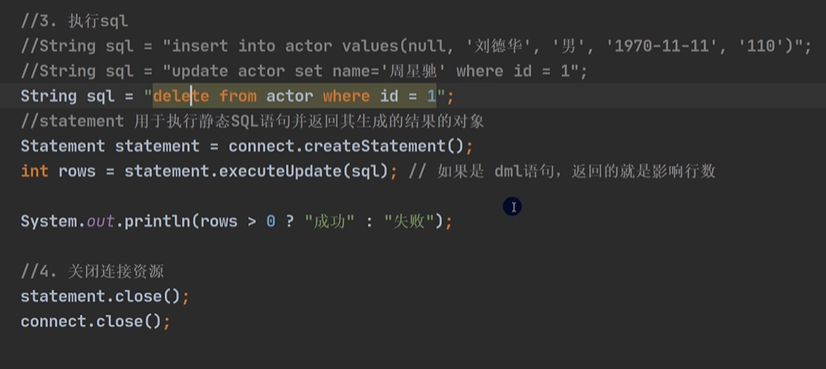 //3. 执行sql
//String sql = "insert into actor values(null, '刘德华', '男', '1970-11-11', '110')";
//String sql = "update actor set name='周星驰' where id = 1";
String sql = "delete from actor where id = 1";
//statement 用于执行静态SQL语句并返回其生成的结果的对象
Statement statement = connect.createStatement();
int rows = statement.executeUpdate(sql); // 如果是 dml语句，返回的就是影响行数
System.out.println(rows > 0 ? "成功" : "失败");
//4. 关闭连接资源
statement.close();
connect.close();